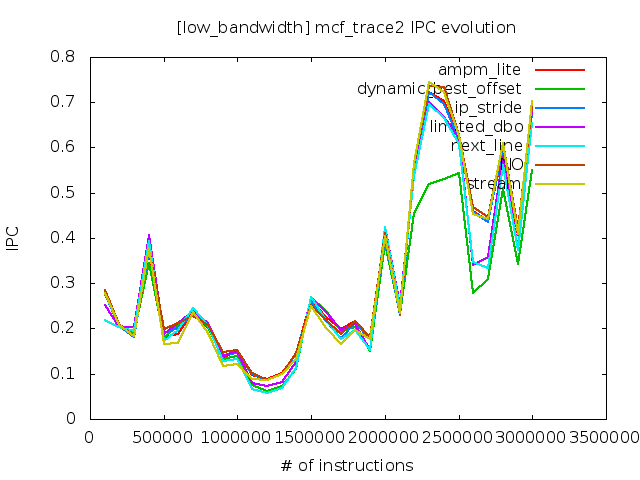 [low_bandwidth] mcf_trace2 IPC evolution
0.8
0.7
0.6
0.5
0.4
0.3
0.2
0.1
0
IPC
ampm_lite
dynamic_best_offset
ip_stride
limited_dbo
next_line
stream
0 500000 1000000 1500000 2000000 2500000 3000000 3500000
# of instructions